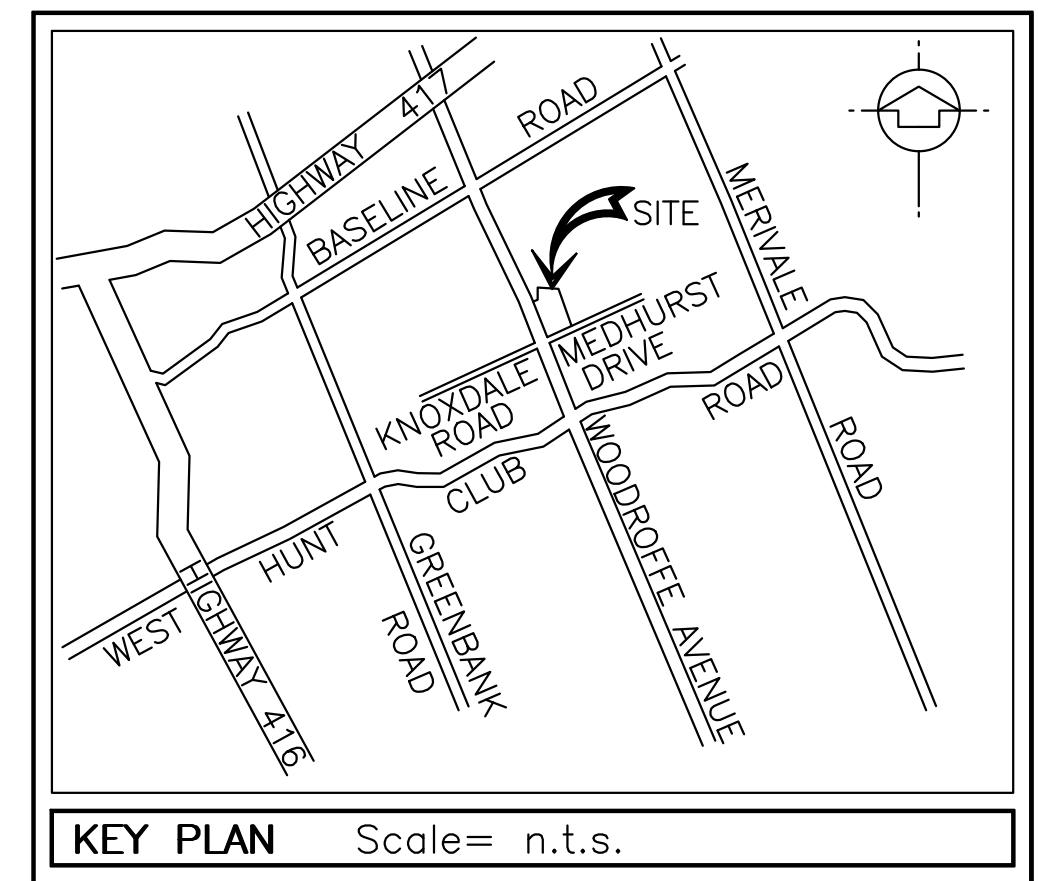 HIGHWAY 417
BASELINE ROAD
SITE
MERIVALE ROAD
MEDHURST
DRIVE
KNOXDALE
ROAD
WEST HUNT CLUB ROAD
WOODROFFE AVENUE
GREENBANK
ROAD
HIGHWAY 416
KEY PLAN Scale= n.t.s.